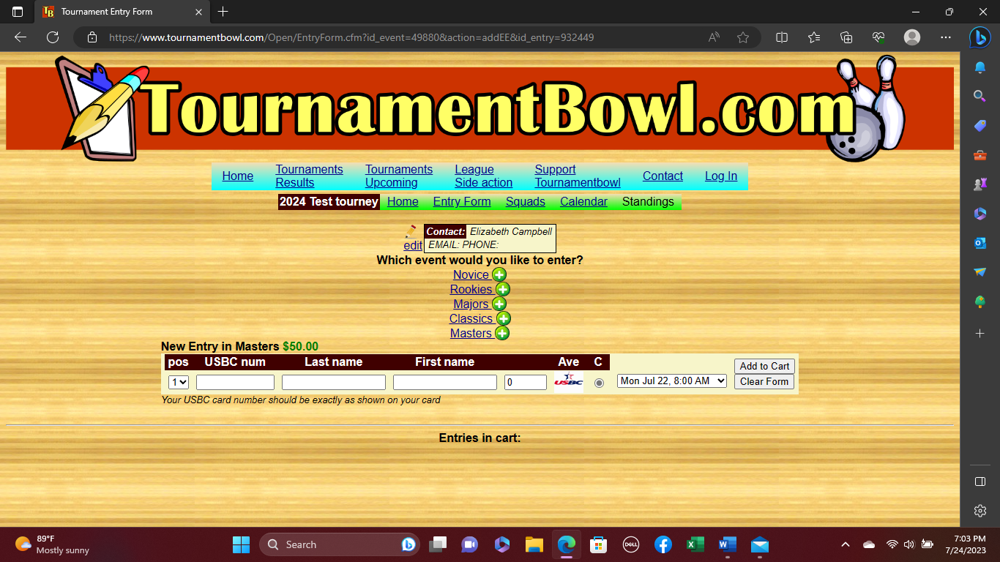 Tournament Entry Form
https://www.tournamentbowl.com/Open/EntryForm.cfm?id_event=49880&action=addEE&id_entry=932449
TournamentBowl.com
Home
Tournaments Results
Tournaments Upcoming
League Side action
Support Tournamentbowl
Contact
Log In
2024 Test tourney Home Entry Form Squads Calendar Standings
Contact: Elizabeth Campbell
edit EMAIL: PHONE:
Which event would you like to enter?
Novice
Rookies
Majors
Classics
Masters
New Entry in Masters $50.00
pos USBC num Last name First name Ave C
Add to Cart
1 0 USBC Mon Jul 22, 8:00 AM
Clear Form
Your USBC card number should be exactly as shown on your card
Entries in cart:
89°F
Mostly sunny
Search
DELL
7:03 PM
7/24/2023